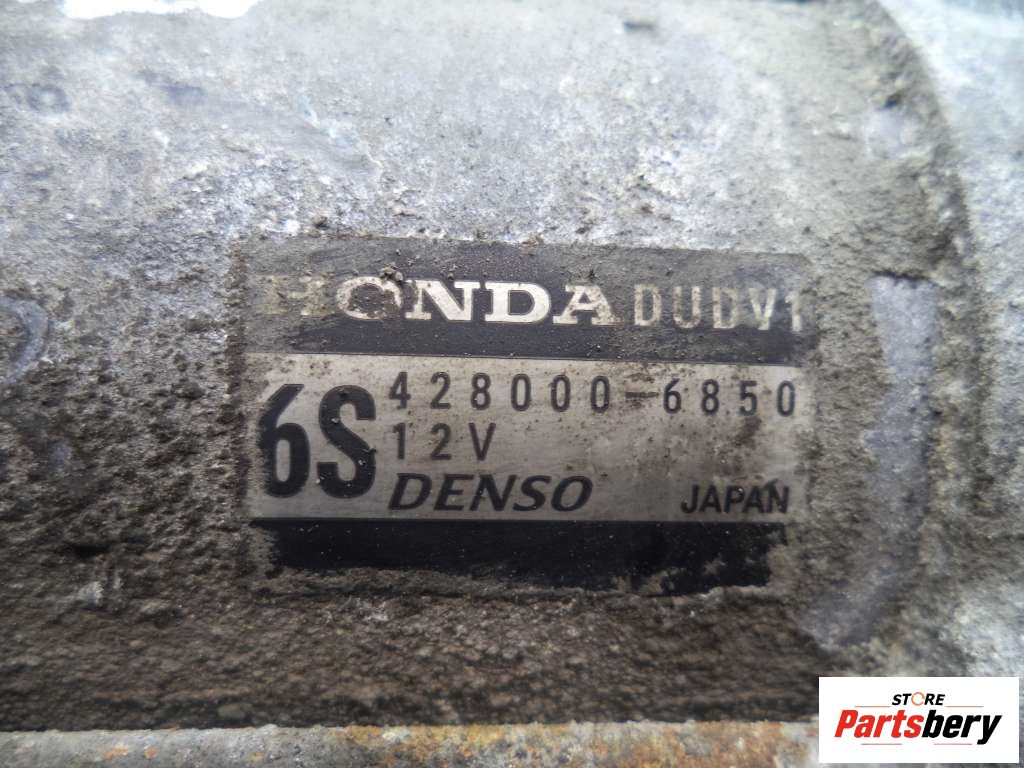 HONDA DUDV1
6S 428000-6850
12V
DENSO JAPAN
STORE
Partsbery